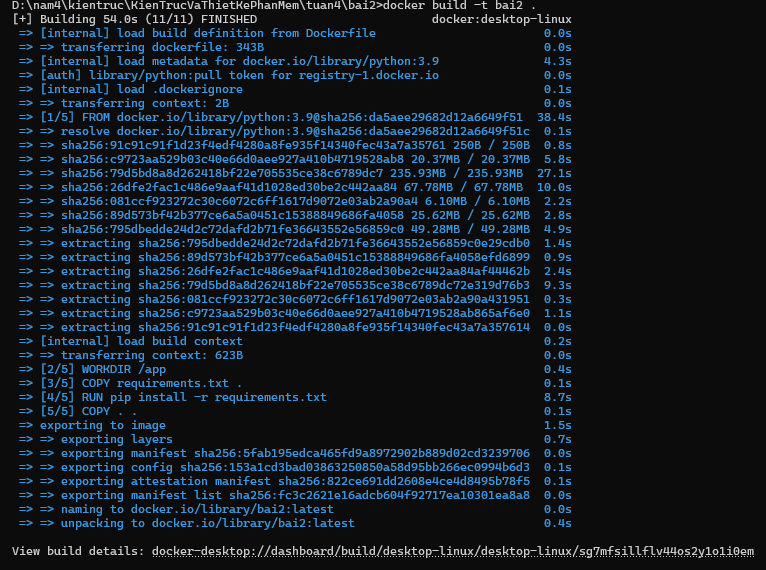 D:\nam4\kientruc\KienTrucVaThietKePhanMem\tuan4\bai2>docker build -t bai2 .
[+] Building 54.0s (11/11) FINISHED docker:desktop-linux
=> [internal] load build definition from Dockerfile 0.0s
=> => transferring dockerfile: 343B 0.0s
=> [internal] load metadata for docker.io/library/python:3.9 4.3s
=> [auth] library/python:pull token for registry-1.docker.io 0.0s
=> [internal] load .dockerignore 0.1s
=> => transferring context: 2B 0.0s
=> [1/5] FROM docker.io/library/python:3.9@sha256:da5aee29682d12a6649f51 38.4s
=> => resolve docker.io/library/python:3.9@sha256:da5aee29682d12a6649f51c 0.1s
=> => sha256:91c91c91f1d23f4edf4280a8fe935f14340fec43a7a35761 250B / 250B 0.8s
=> => sha256:c9723aa529b03c40e66d0aee927a410b4719528ab8 20.37MB / 20.37MB 5.8s
=> => sha256:79d5bd8a8d262418bf22e705535ce38c6789dc7 235.93MB / 235.93MB 27.1s
=> => sha256:26dfe2fac1c486e9aaf41d1028ed30be2c442aa84 67.78MB / 67.78MB 10.0s
=> => sha256:081ccf923272c30c6072c6ff1617d9072e03ab2a90a4 6.10MB / 6.10MB 2.2s
=> => sha256:89d573bf42b377ce6a5a0451c15388849686fa4058 25.62MB / 25.62MB 2.8s
=> => sha256:795dbedde24d2c72dafd2b71fe36643552e56859c0 49.28MB / 49.28MB 4.9s
=> => extracting sha256:795dbedde24d2c72dafd2b71fe36643552e56859c0e29cdb0 1.4s
=> => extracting sha256:89d573bf42b377ce6a5a0451c15388849686fa4058efd6899 0.9s
=> => extracting sha256:26dfe2fac1c486e9aaf41d1028ed30be2c442aa84af44462b 2.4s
=> => extracting sha256:79d5bd8a8d262418bf22e705535ce38c6789dc72e319d76b3 9.3s
=> => extracting sha256:081ccf923272c30c6072c6ff1617d9072e03ab2a90a431951 0.3s
=> => extracting sha256:c9723aa529b03c40e66d0aee927a410b4719528ab865af6e0 1.1s
=> => extracting sha256:91c91c91f1d23f4edf4280a8fe935f14340fec43a7a357614 0.0s
=> [internal] load build context 0.2s
=> => transferring context: 623B 0.0s
=> [2/5] WORKDIR /app 0.4s
=> [3/5] COPY requirements.txt . 0.1s
=> [4/5] RUN pip install -r requirements.txt 8.7s
=> [5/5] COPY . . 0.1s
=> exporting to image 1.5s
=> => exporting layers 0.7s
=> => exporting manifest sha256:5fab195edca465fd9a8972902b889d02cd3239706 0.0s
=> => exporting config sha256:153a1cd3bad03863250850a58d95bb266ec0994b6d3 0.1s
=> => exporting attestation manifest sha256:822ce691dd2608e4ce4d8495b78f5 0.1s
=> => exporting manifest list sha256:fc3c2621e16adcb604f92717ea10301ea8a8 0.0s
=> => naming to docker.io/library/bai2:latest 0.0s
=> => unpacking to docker.io/library/bai2:latest 0.4s
View build details: docker-desktop://dashboard/build/desktop-linux/desktop-linux/sg7mfsillflv44os2y1o1i0em